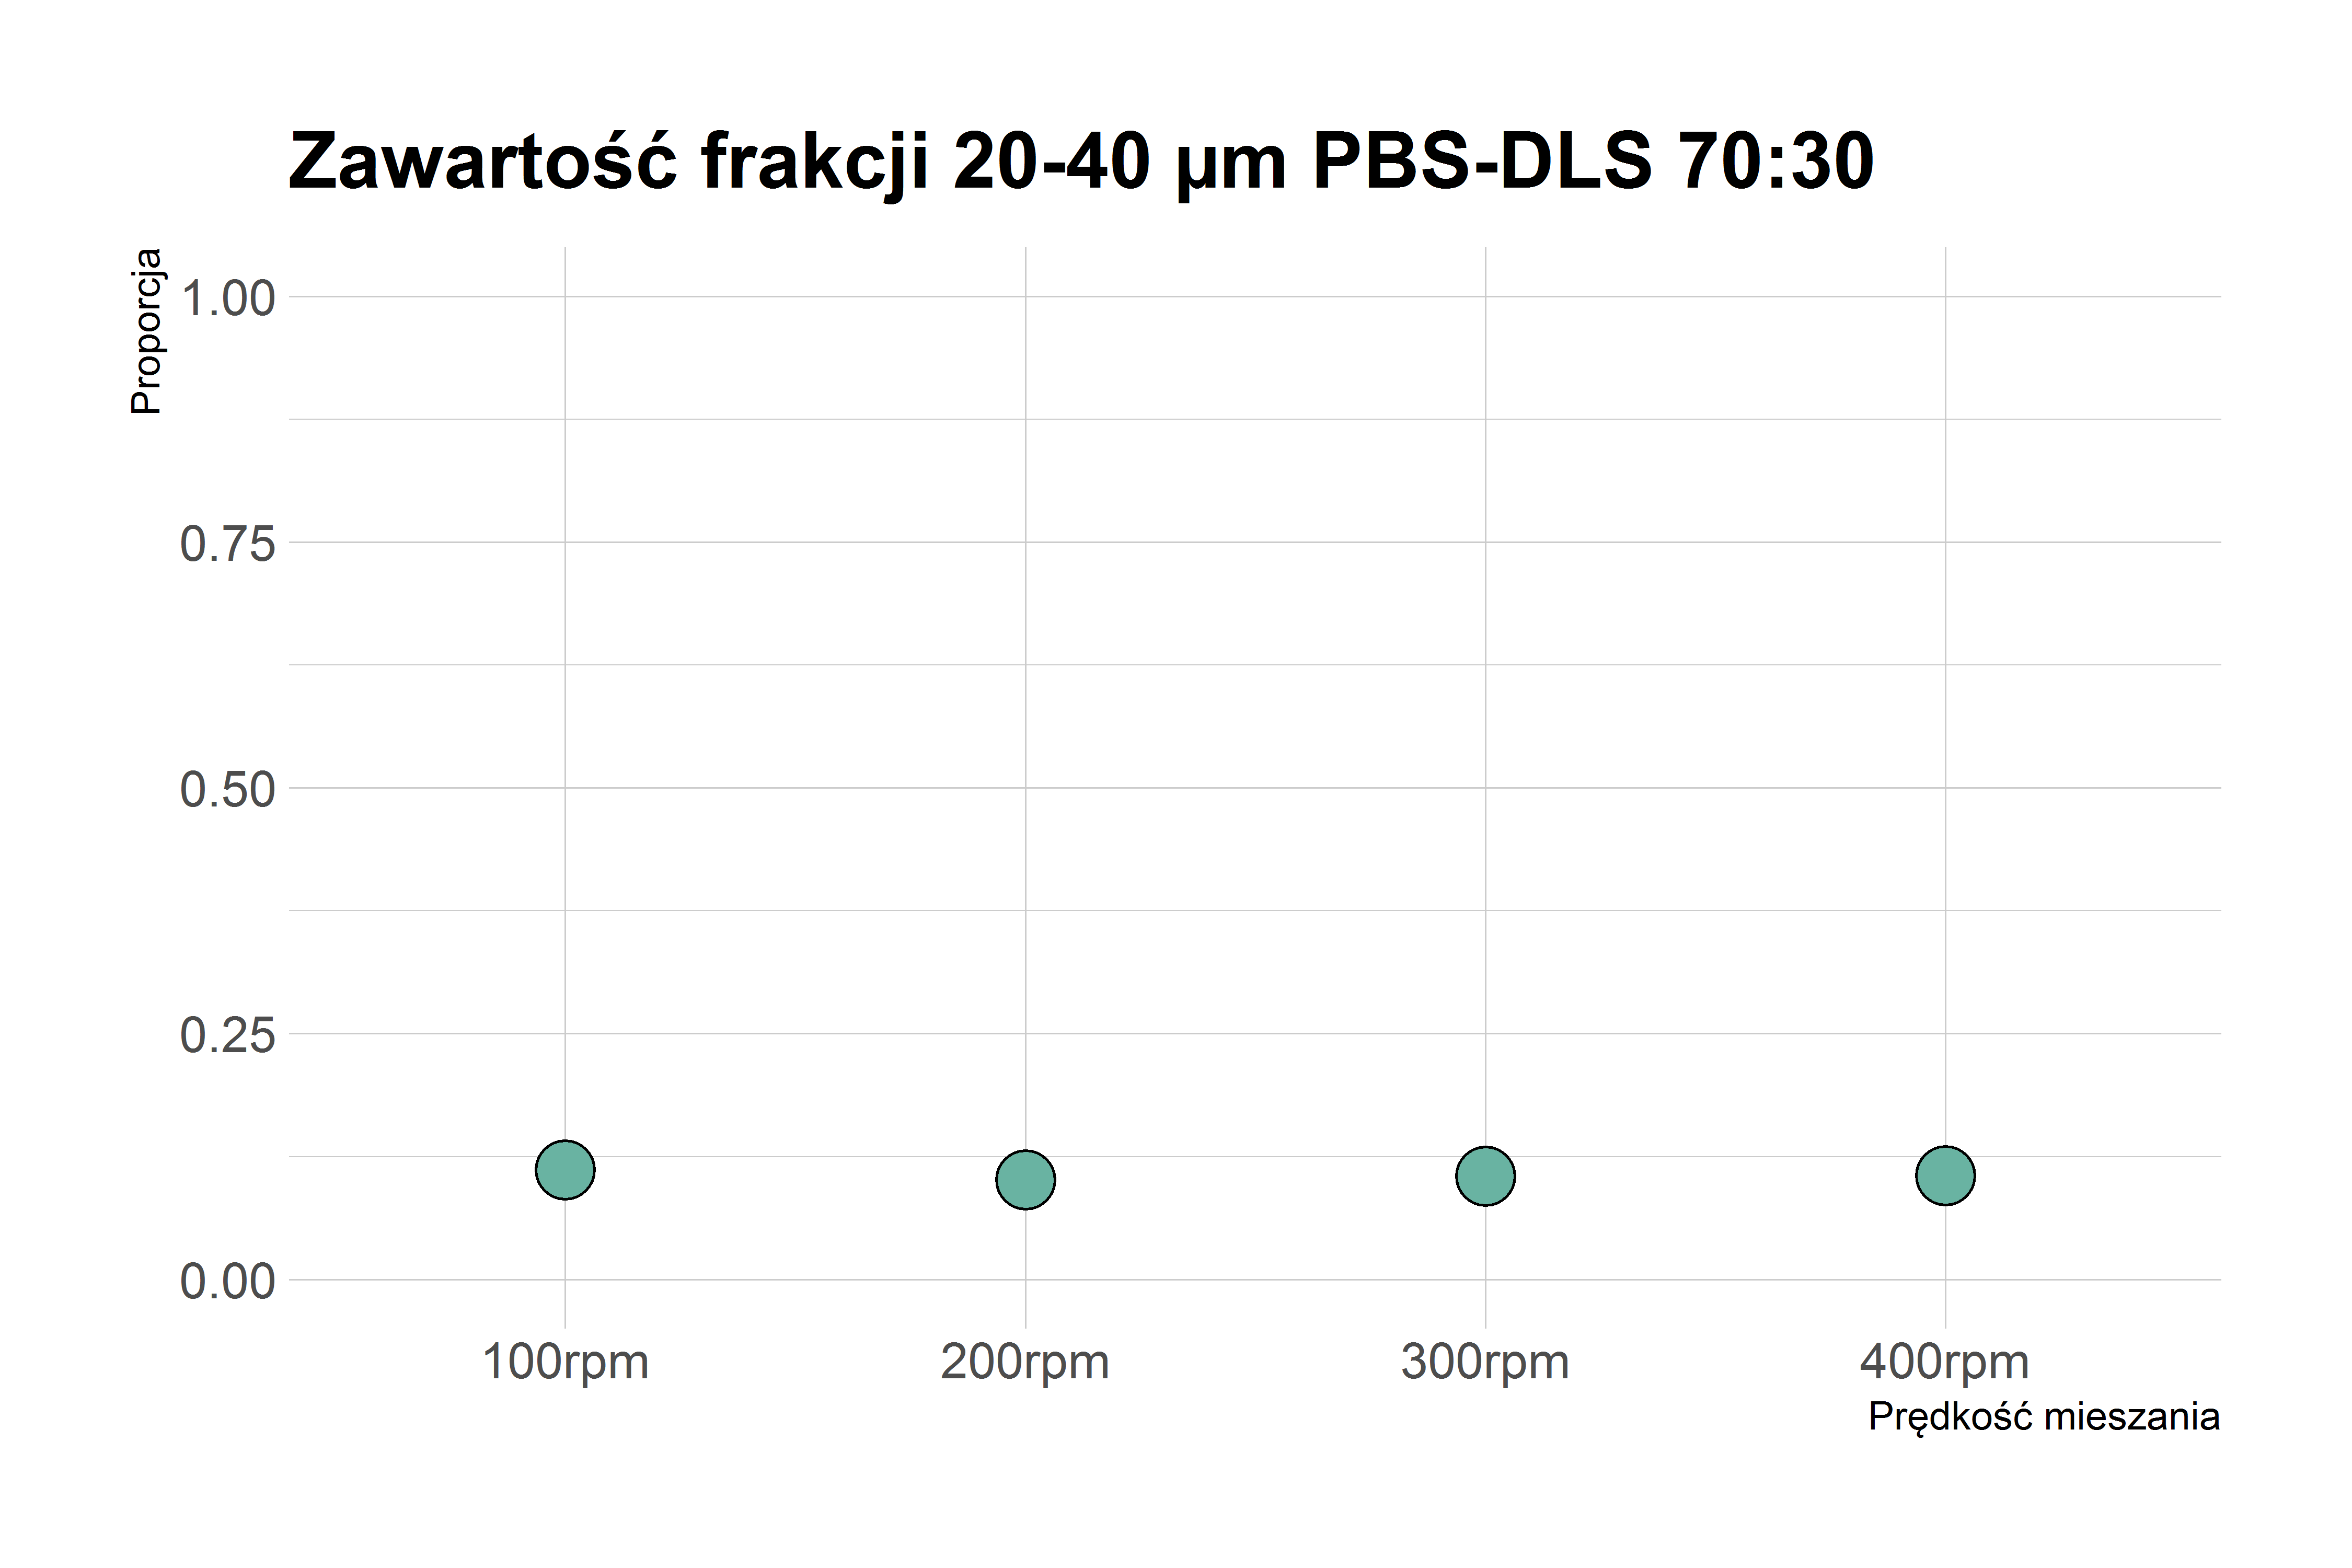 Zawartość frakcji 20-40 µm PBS-DLS 70:30
Proporcja
1.00
0.75
0.50
0.25
0.00
100rpm 200rpm 300rpm 400rpm
Prędkość mieszania